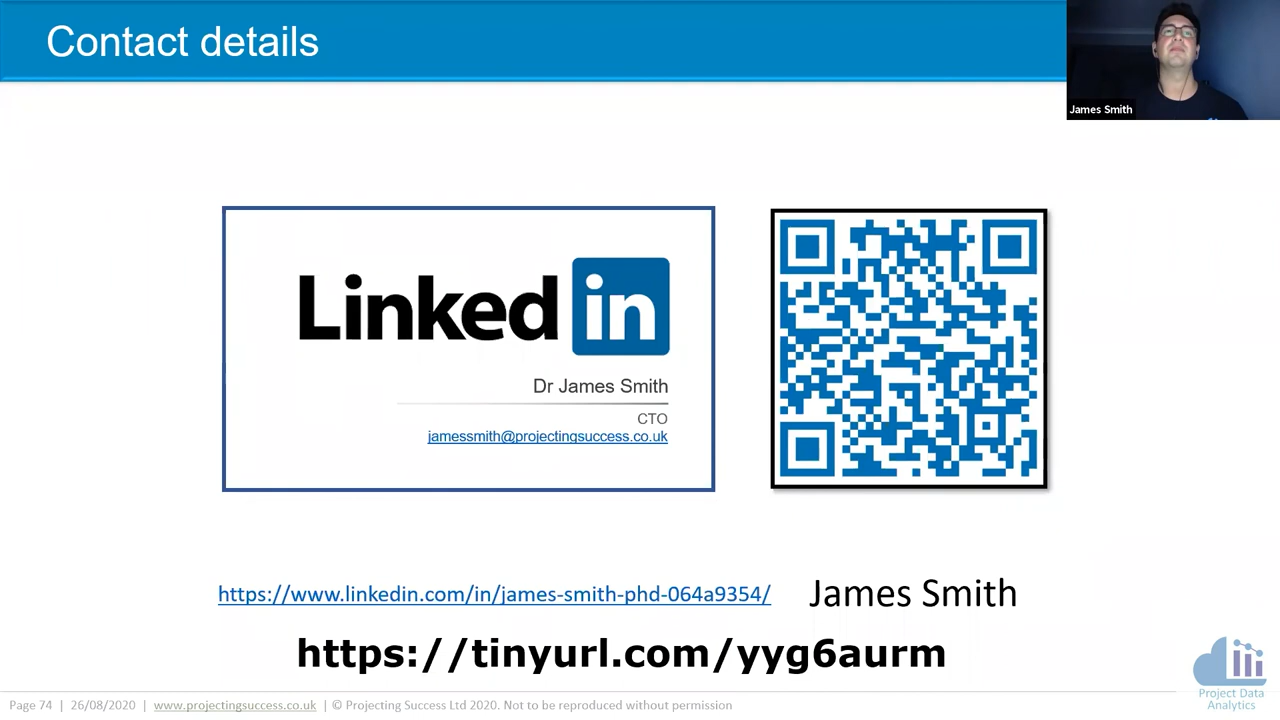 Contact details
James Smith
Linked in
Dr James Smith
CTO
jamessmith@projectingsuccess.co.uk
https://www.linkedin.com/in/james-smith-phd-064a9354/ James Smith
https://tinyurl.com/yyg6aurm
Page 74 | 26/08/2020 | www.projectingsuccess.co.uk | © Projecting Success Ltd 2020. Not to be reproduced without permission
Project Data
Analytics